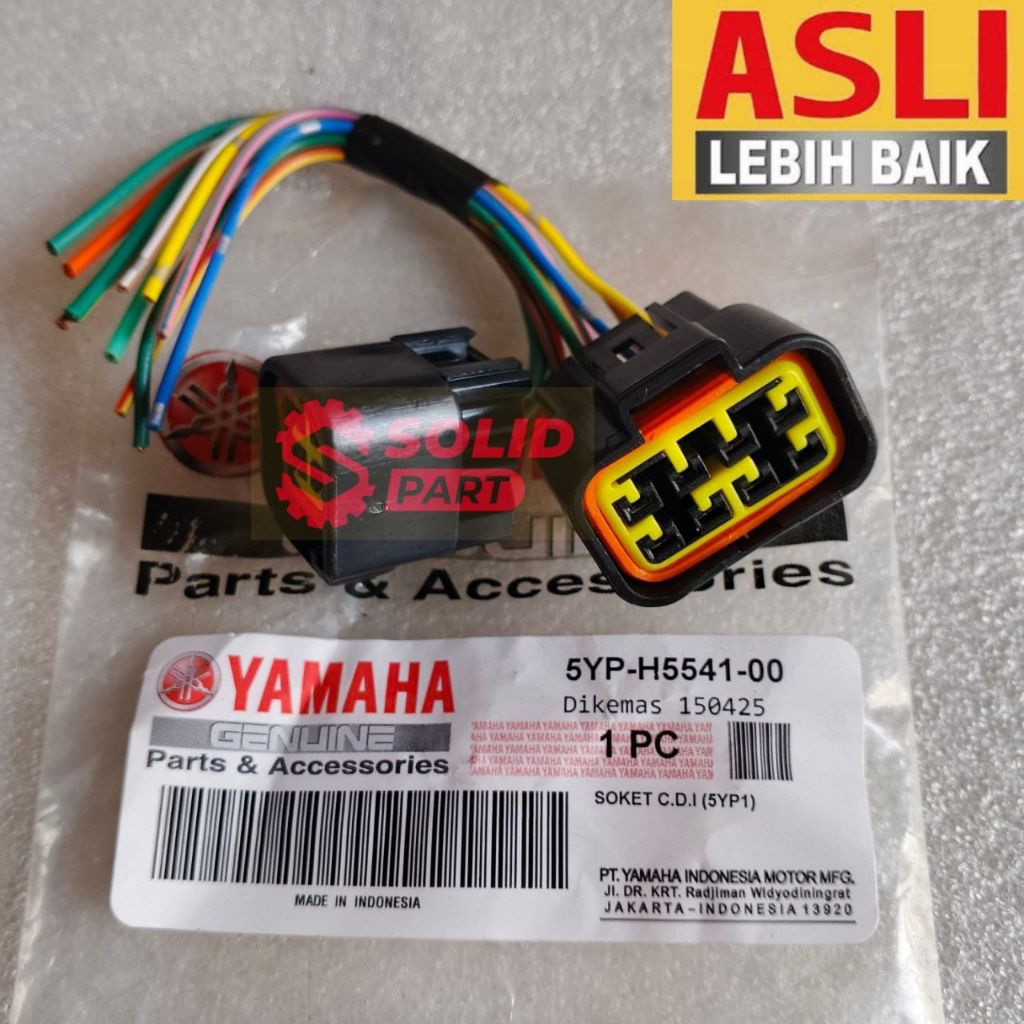 ASLI
LEBIH BAIK
SOLID
PART
Parts & Accessories
YAMAHA
GENUINE
Parts & Accessories
MADE IN INDONESIA
5YP-H5541-00
Dikemas 150425
1 PC
SOKET C.D.I (5YP1)
PT. YAMAHA INDONESIA MOTOR MFG.
Jl. DR. KRT. Radjiman Widyodiningrat
JAKARTA-INDONESIA 13920